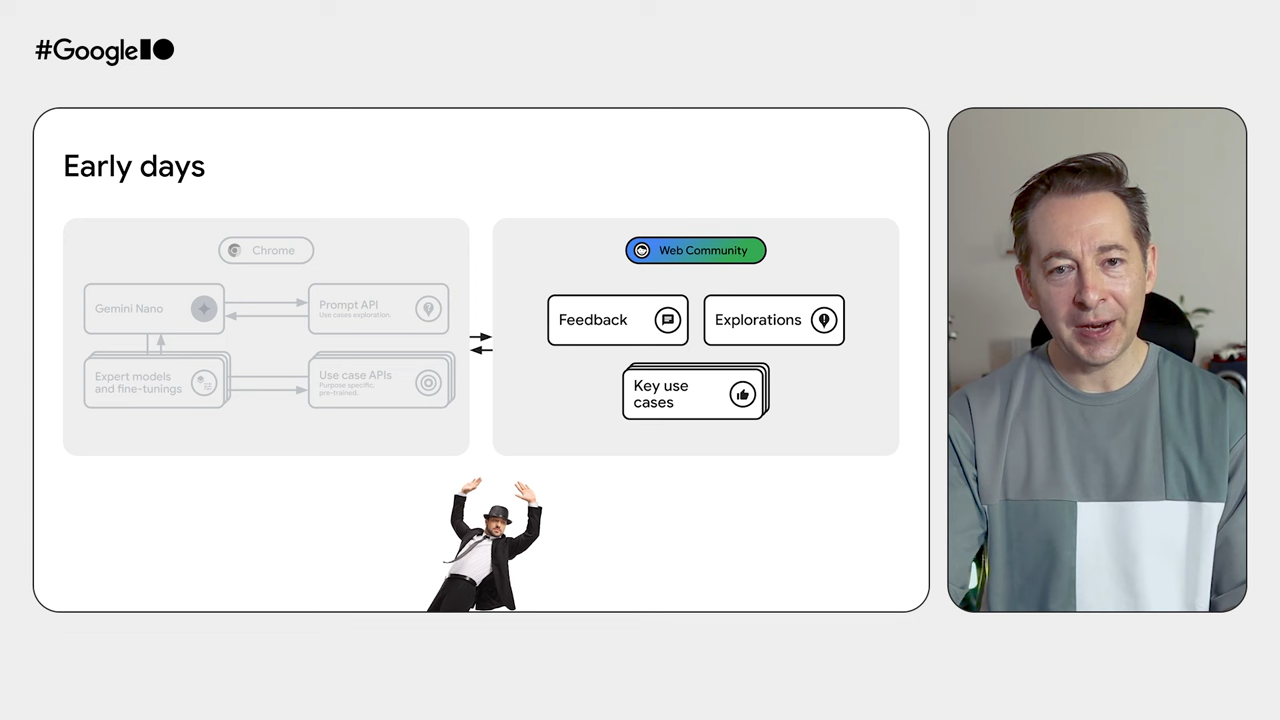 #GoogleIO
Early days
Chrome
Gemini Nano
Prompt API
Use cases exploration.
Expert models
and fine-tunings
Use case APIs
Purpose specific,
pre-trained.
Web Community
Feedback
Explorations
Key use
cases